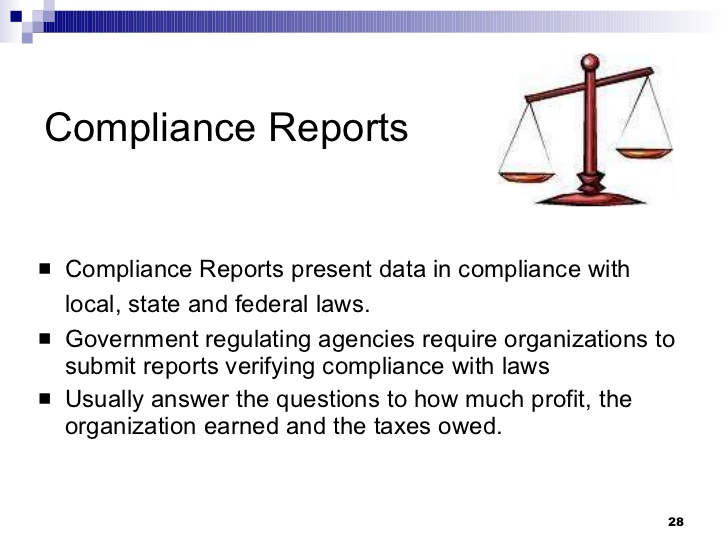 Compliance Reports
Compliance Reports present data in compliance with
local, state and federal laws.
Government regulating agencies require organizations to
submit reports verifying compliance with laws
Usually answer the questions to how much profit, the
organization earned and the taxes owed.
28